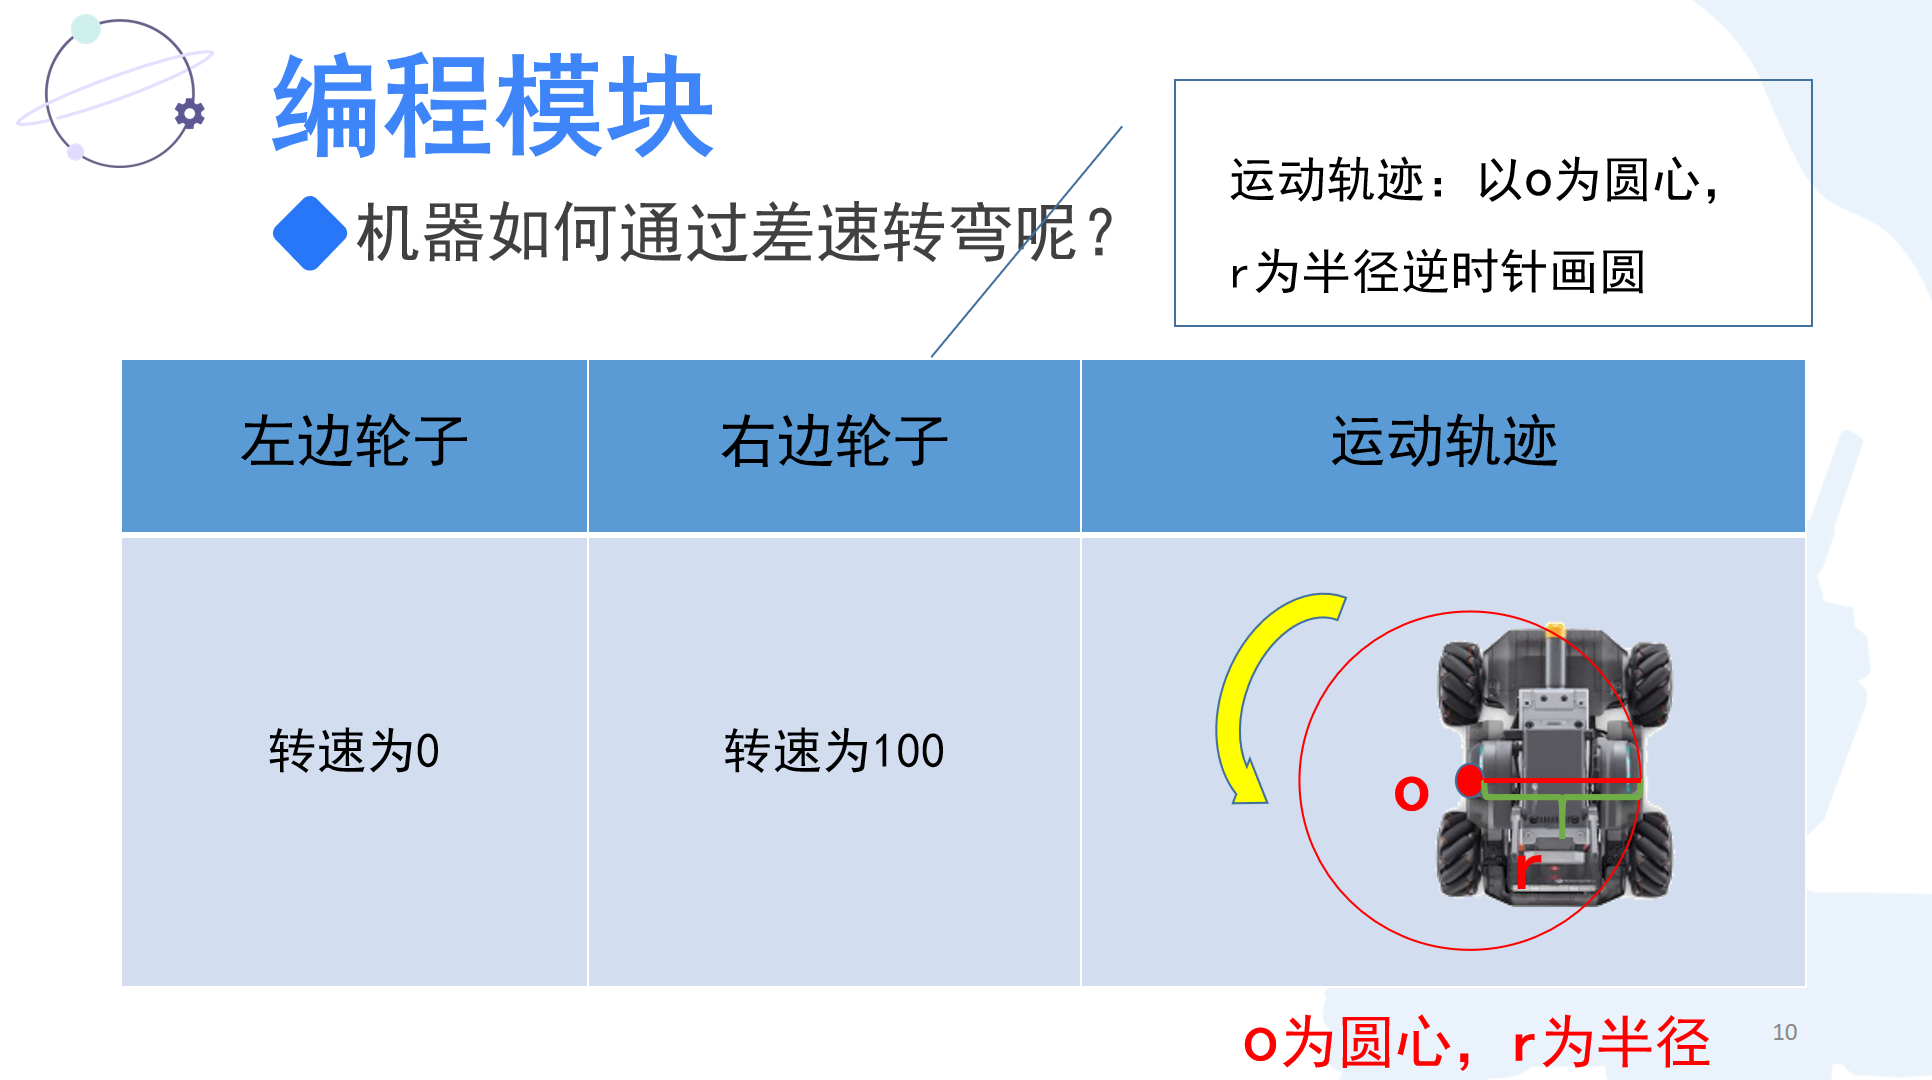 编程模块
机器如何通过差速转弯呢？
运动轨迹：以o为圆心，
r为半径逆时针画圆
左边轮子
右边轮子
运动轨迹
转速为0
转速为100
o
r
o为圆心，r为半径
10